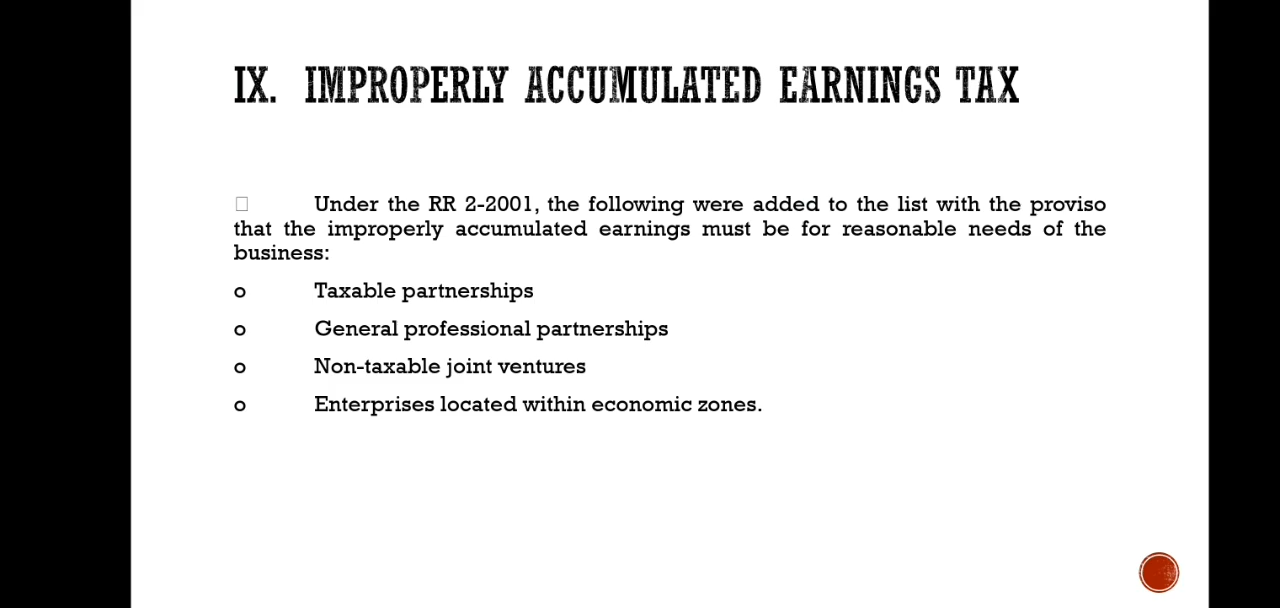 IX. IMPROPERLY ACCUMULATED EARNINGS TAX
Under the RR 2-2001, the following were added to the list with the proviso
that the improperly accumulated earnings must be for reasonable needs of the
business:
o Taxable partnerships
o General professional partnerships
o Non-taxable joint ventures
o Enterprises located within economic zones.